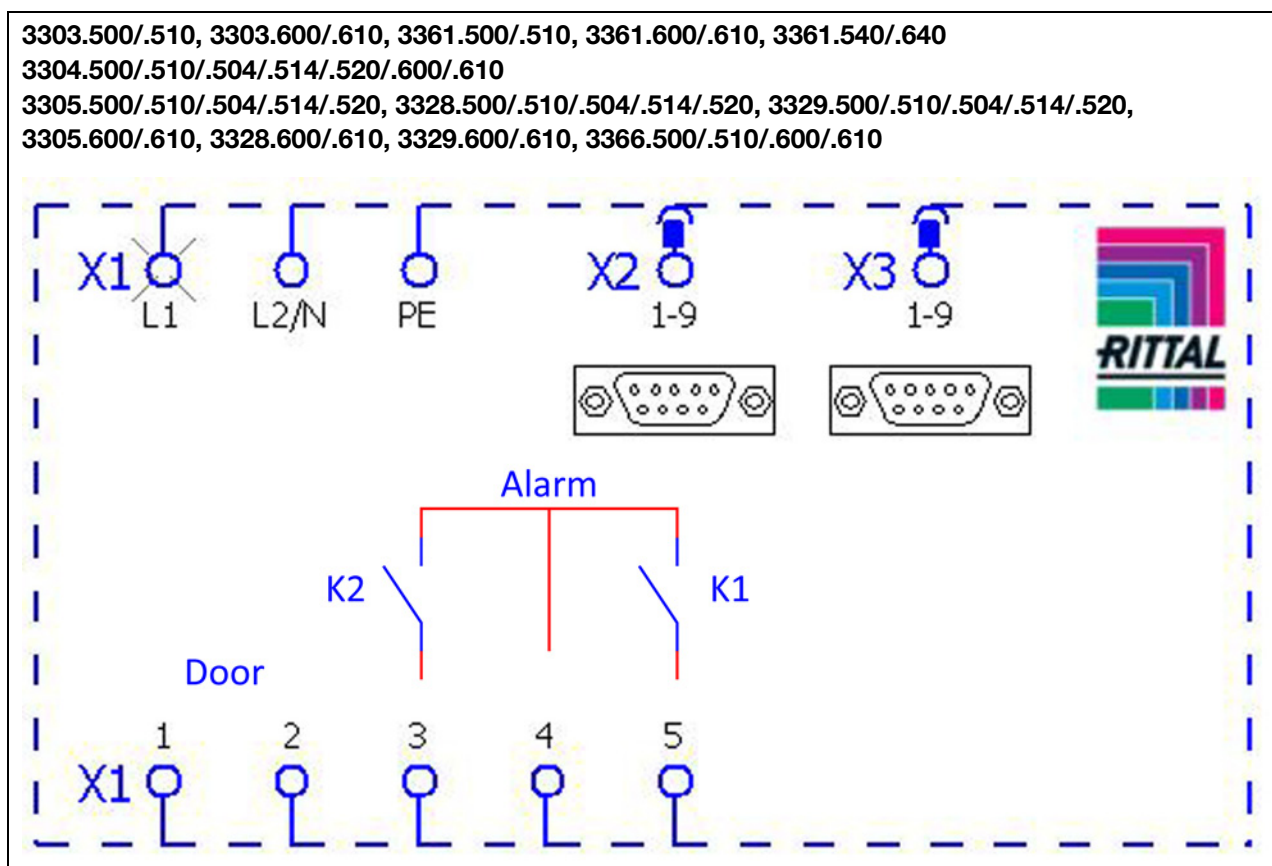 3303.500/.510, 3303.600/.610, 3361.500/.510, 3361.600/.610, 3361.540/.640
3304.500/.510/.504/.514/.520/.600/.610
3305.500/.510/.504/.514/.520, 3328.500/.510/.504/.514/.520, 3329.500/.510/.504/.514/.520,
3305.600/.610, 3328.600/.610, 3329.600/.610, 3366.500/.510/.600/.610
X1 X2 X3
L1 L2/N PE 1-9 1-9
RITTAL
Alarm
K2 K1
Door
1 2 3 4 5
X1